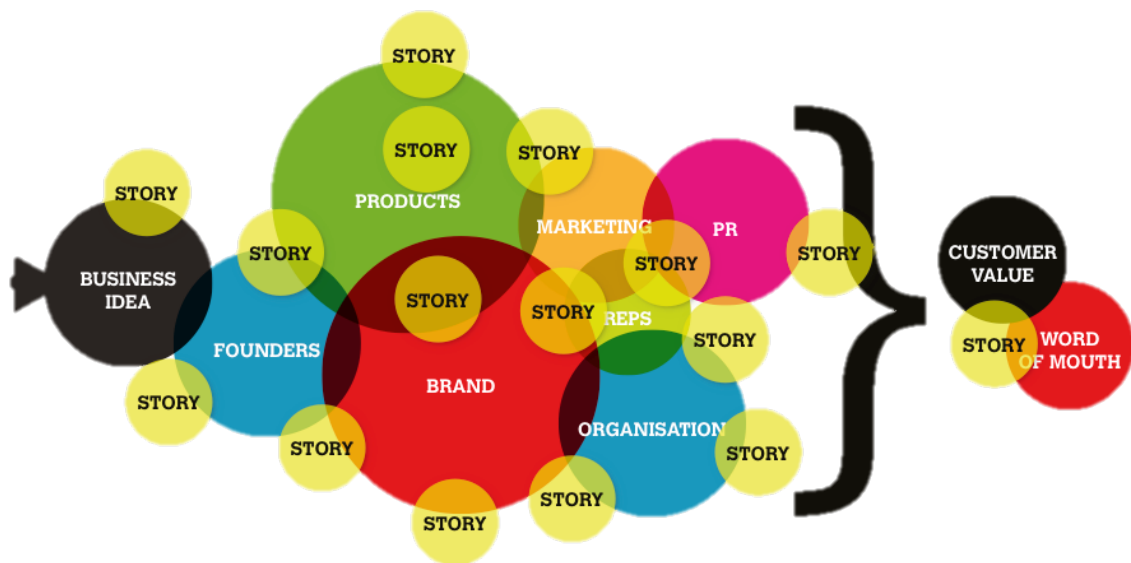 STORY
STORY
STORY
STORY
PRODUCTS
MARKETING
PR
STORY
STORY
STORY
BUSINESS
IDEA
CUSTOMER
VALUE
STORY
STORY
REPS
STORY
FOUNDERS
STORY
WORD
OF MOUTH
BRAND
STORY
ORGANISATION
STORY
STORY
STORY
STORY